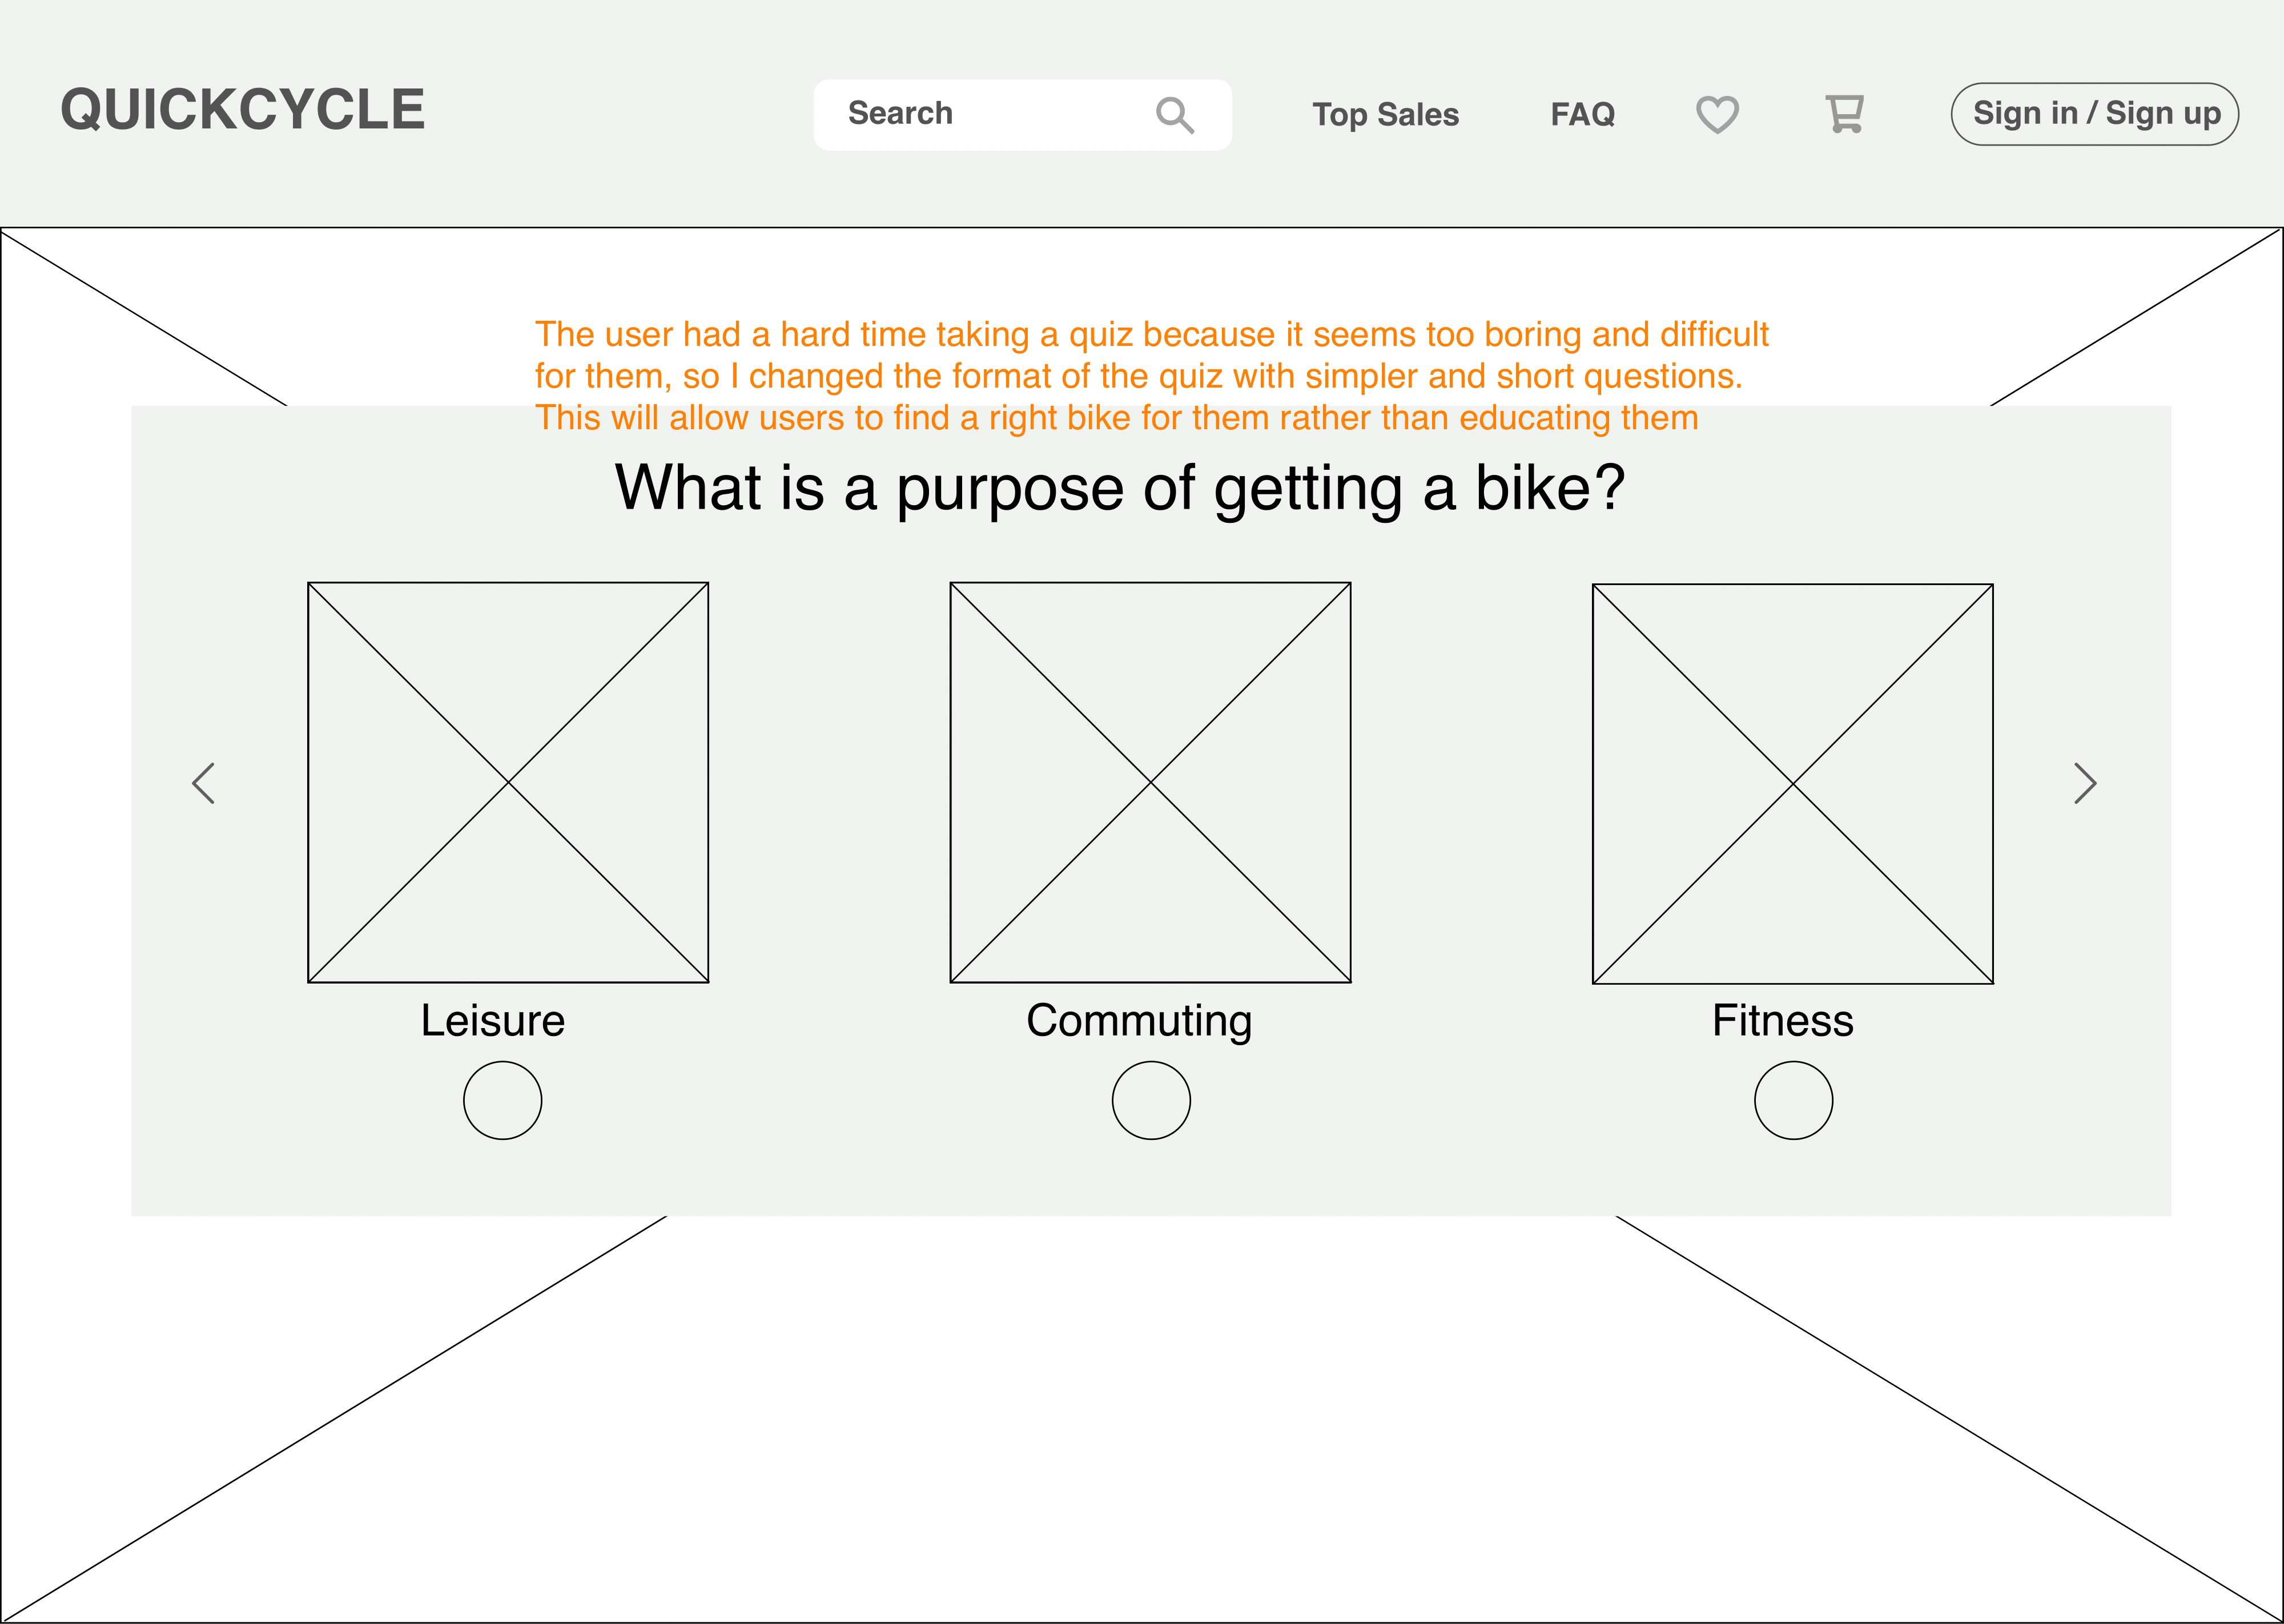 QUICKCYCLE
Search
Top Sales
FAQ
Sign in / Sign up
The user had a hard time taking a quiz because it seems too boring and difficult
for them, so I changed the format of the quiz with simpler and short questions.
This will allow users to find a right bike for them rather than educating them
What is a purpose of getting a bike?
Leisure
Commuting
Fitness